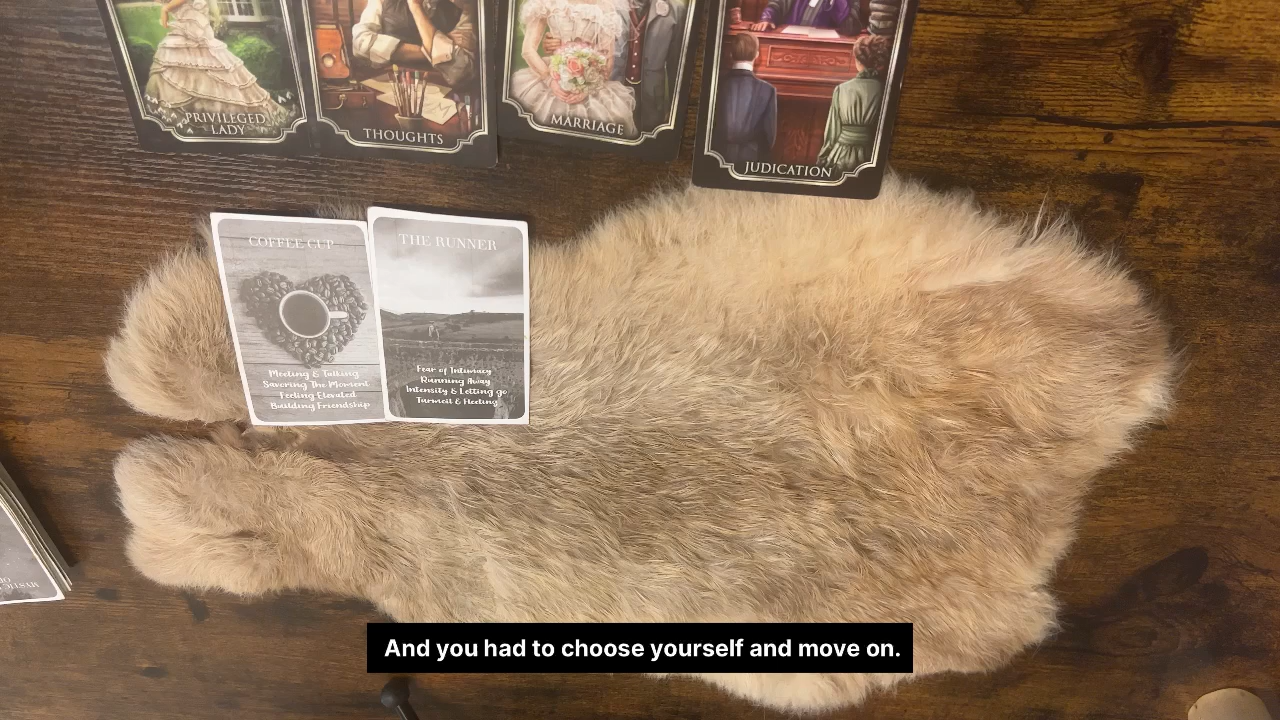 PRIVILEGED
LADY
THOUGHTS
MARRIAGE
JUDICATION
COFFEE CUP
Meeting & Talking
Savoring The Moment
Feeling Elevated
Building Friendship
THE RUNNER
Fear of Intimacy
Running Away
Intensity & Letting go
Turmoil & Heeling
And you had to choose yourself and move on.